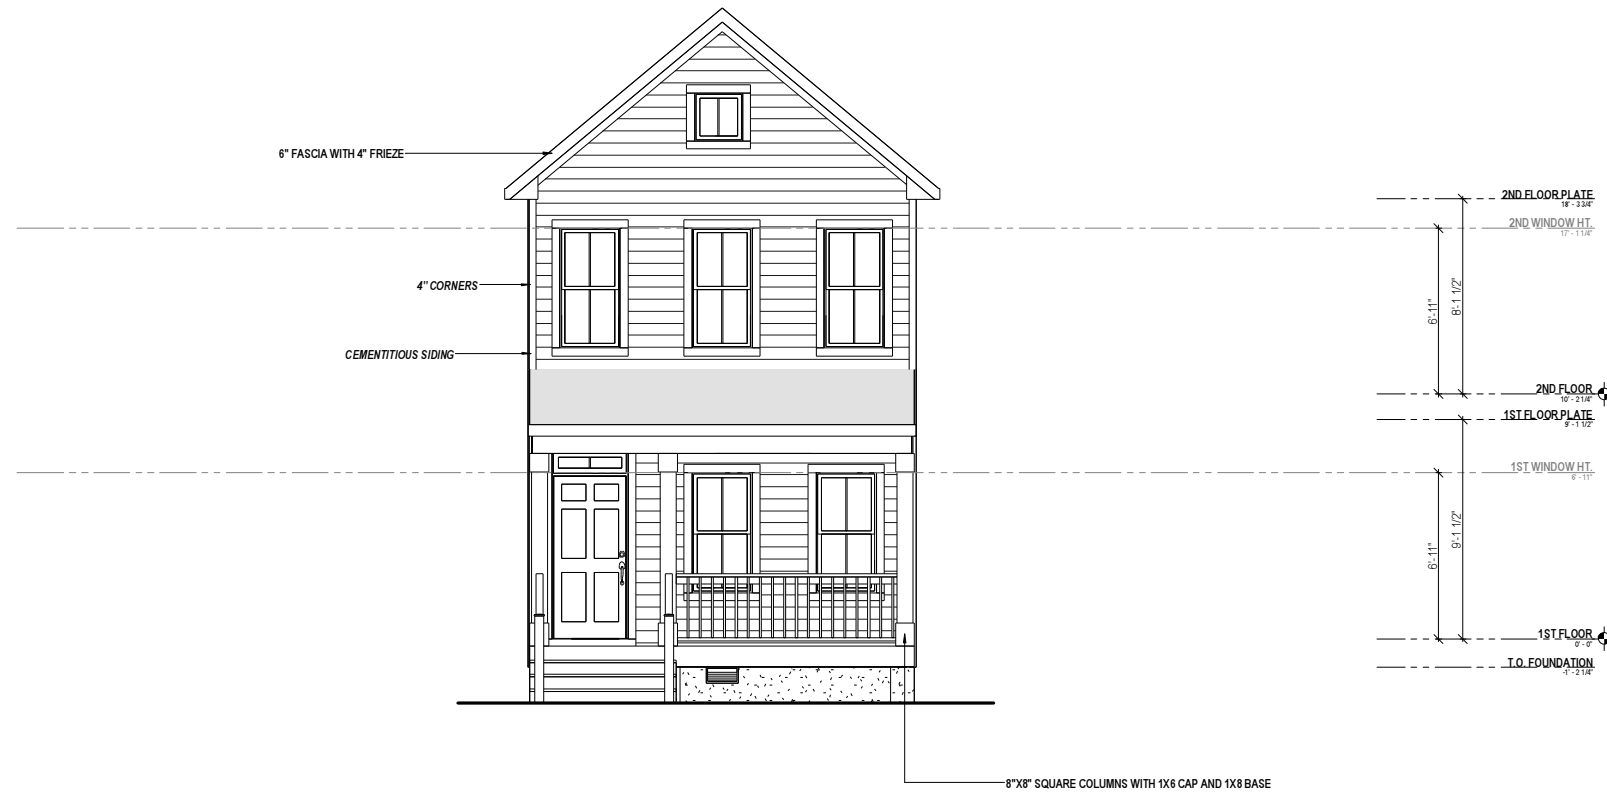 6" FASCIA WITH 4" FRIEZE
2ND FLOOR PLATE
18' - 3 3/4"
2ND WINDOW HT.
17' - 1 1/4"
4" CORNERS
8'-1 1/2"
6'-11"
CEMENTITIOUS SIDING
2ND FLOOR
10' - 2 1/4"
1ST FLOOR PLATE
9' - 1 1/2"
1ST WINDOW HT.
6' - 11"
9'-1 1/2"
6'-11"
1ST FLOOR
0' - 0"
T.O. FOUNDATION
-1' - 2 1/4"
8"X8" SQUARE COLUMNS WITH 1X6 CAP AND 1X8 BASE